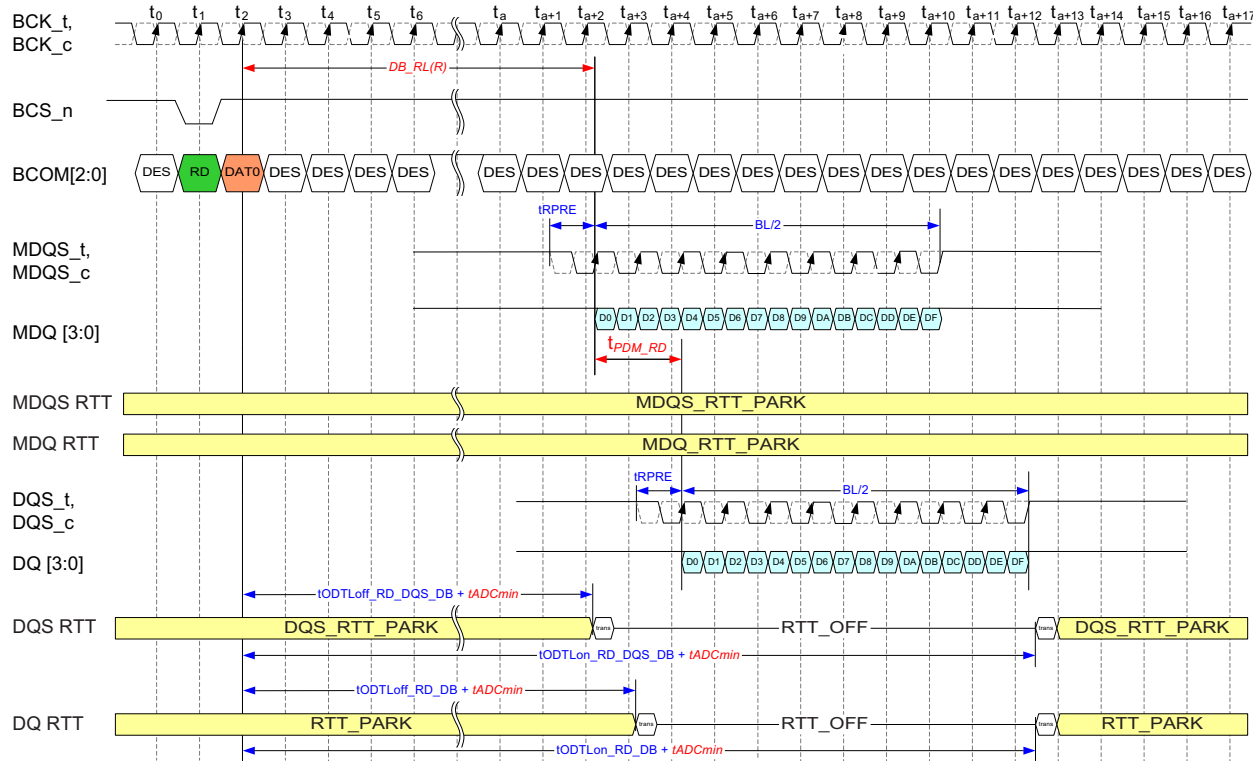 t0 t1 t2 t3 t4 t5 t6 ta ta+1 ta+2 ta+3 ta+4 ta+5 ta+6 ta+7 ta+8 ta+9 ta+10 ta+11 ta+12 ta+13 ta+14 ta+15 ta+16 ta+17
BCK_t,
BCK_c
DB_RL(R)
BCS_n
BCOM[2:0] DES RD DAT0 DES DES DES DES DES DES DES DES DES DES DES DES DES DES DES DES DES DES DES DES DES DES
tRPRE BL/2
MDQS_t,
MDQS_c
MDQ [3:0] D0 D1 D2 D3 D4 D5 D6 D7 D8 D9 DA DB DC DD DE DF
tPDM_RD
MDQS RTT MDQS_RTT_PARK
MDQ RTT MDQ_RTT_PARK
tRPRE BL/2
DQS_t,
DQS_c
DQ [3:0] D0 D1 D2 D3 D4 D5 D6 D7 D8 D9 DA DB DC DD DE DF
tODTLoff_RD_DQS_DB + tADCmin
DQS RTT DQS_RTT_PARK trans RTT_OFF trans DQS_RTT_PARK
tODTLon_RD_DQS_DB + tADCmin
tODTLoff_RD_DB + tADCmin
DQ RTT RTT_PARK trans RTT_OFF trans RTT_PARK
tODTLon_RD_DB + tADCmin